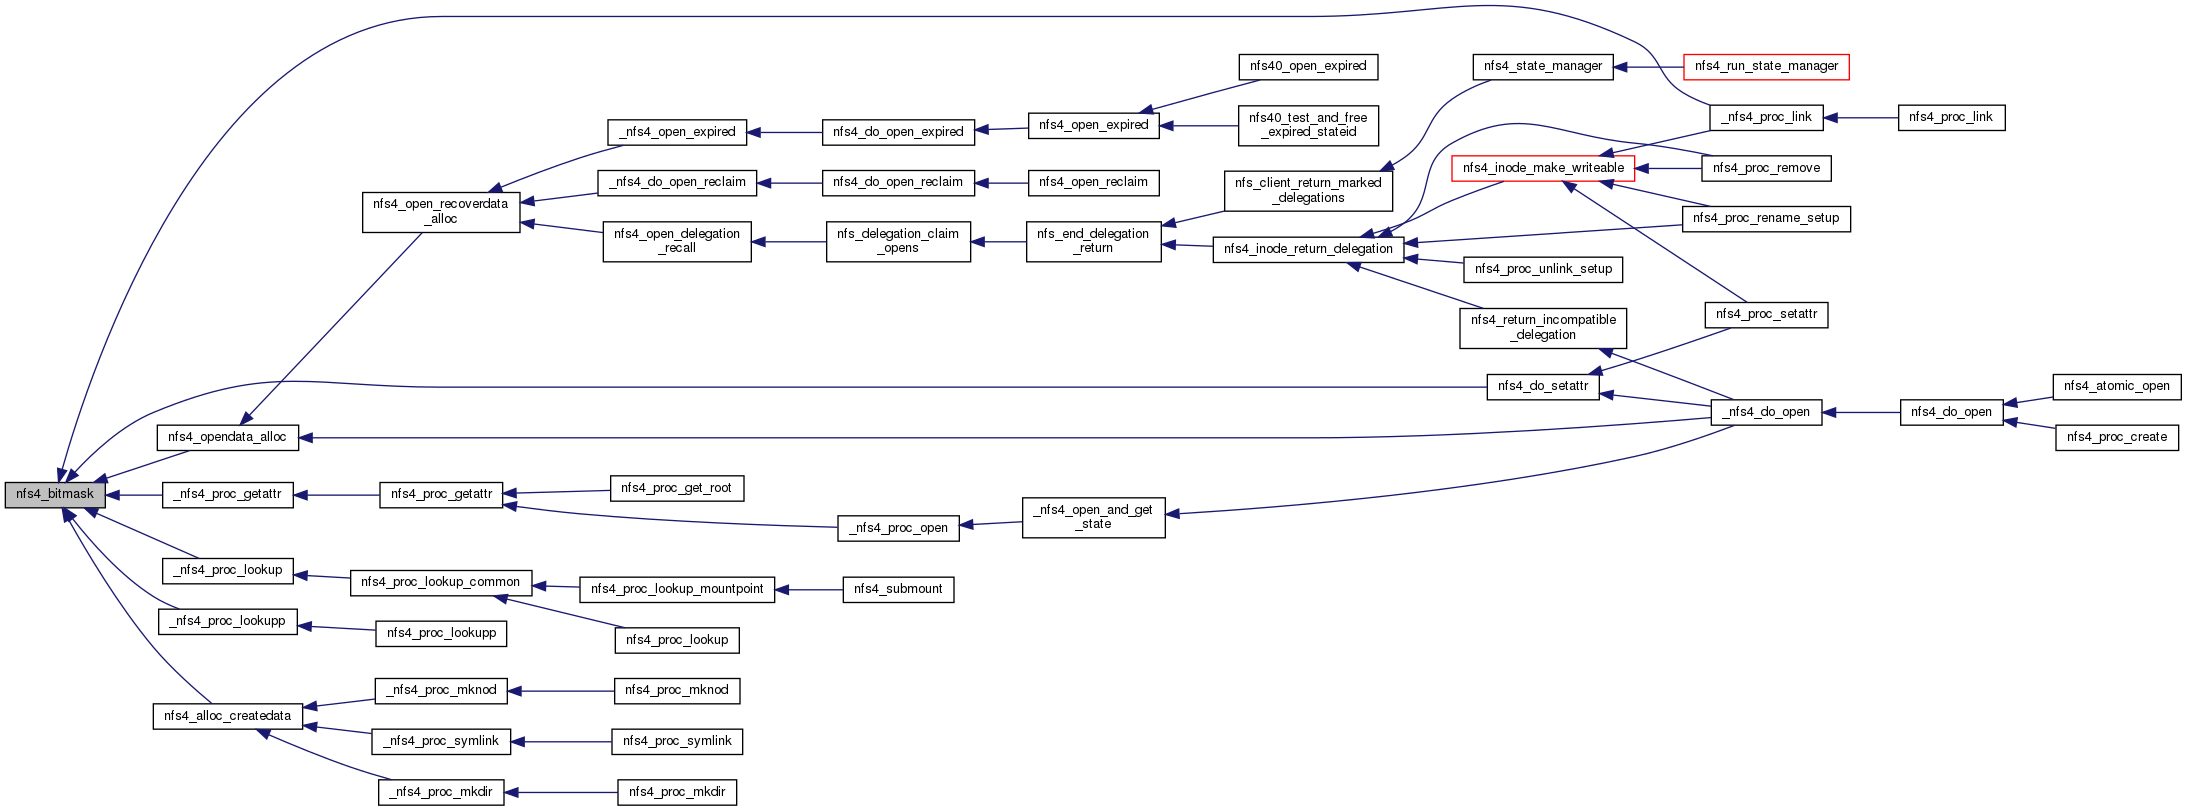 nfs40_open_expired
nfs4_state_manager
nfs4_run_state_manager
_nfs4_open_expired
nfs4_do_open_expired
nfs4_open_expired
nfs40_test_and_free
_expired_stateid
_nfs4_proc_link
nfs4_proc_link
_nfs4_do_open_reclaim
nfs4_do_open_reclaim
nfs4_open_reclaim
nfs_client_return_marked
_delegations
nfs4_inode_make_writeable
nfs4_proc_remove
nfs4_open_recoverdata
_alloc
nfs4_open_delegation
_recall
nfs_delegation_claim
_opens
nfs_end_delegation
_return
nfs4_inode_return_delegation
nfs4_proc_rename_setup
nfs4_proc_unlink_setup
nfs4_return_incompatible
_delegation
nfs4_proc_setattr
nfs4_do_setattr
nfs4_opendata_alloc
_nfs4_do_open
nfs4_do_open
nfs4_atomic_open
nfs4_proc_create
nfs4_bitmask
_nfs4_proc_getattr
nfs4_proc_getattr
nfs4_proc_get_root
_nfs4_proc_open
_nfs4_open_and_get
_state
_nfs4_proc_lookup
nfs4_proc_lookup_common
nfs4_proc_lookup_mountpoint
nfs4_submount
_nfs4_proc_lookupp
nfs4_proc_lookupp
nfs4_proc_lookup
nfs4_alloc_createdata
_nfs4_proc_mknod
nfs4_proc_mknod
_nfs4_proc_symlink
nfs4_proc_symlink
_nfs4_proc_mkdir
nfs4_proc_mkdir